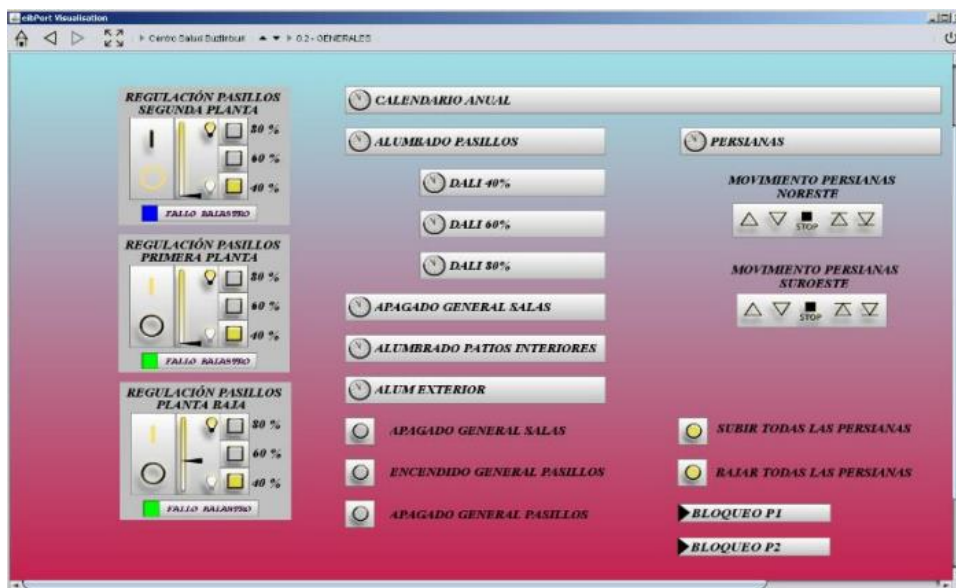 eibPort Visualisation
Centro Salud Buztinburu
0.2 - GENERALES
REGULACIÓN PASILLOS
SEGUNDA PLANTA
80 %
60 %
40 %
FALLO BALASTRO
REGULACIÓN PASILLOS
PRIMERA PLANTA
80 %
60 %
40 %
FALLO BALASTRO
REGULACIÓN PASILLOS
PLANTA BAJA
80 %
60 %
40 %
FALLO BALASTRO
CALENDARIO ANUAL
ALUMBADO PASILLOS
DALI 40%
DALI 60%
DALI 80%
APAGADO GENERAL SALAS
ALUMBRADO PATIOS INTERIORES
ALUM EXTERIOR
APAGADO GENERAL SALAS
ENCENDIDO GENERAL PASILLOS
APAGADO GENERAL PASILLOS
PERSIANAS
MOVIMIENTO PERSIANAS
NORESTE
STOP
MOVIMIENTO PERSIANAS
SUROESTE
STOP
SUBIR TODAS LAS PERSIANAS
BAJAR TODAS LAS PERSIANAS
BLOQUEO P1
BLOQUEO P2